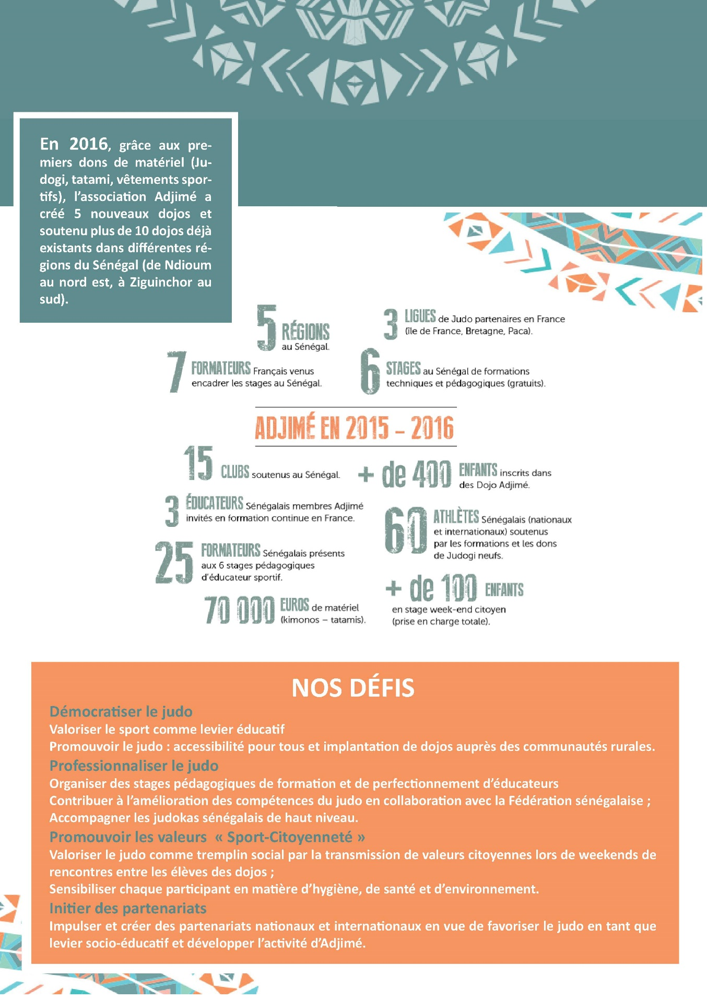 En 2016, grâce aux pre-
miers dons de matériel (Ju-
dogi, tatami, vêtements spor-
tifs), l'association Adjimé a
créé 5 nouveaux dojos et
soutenu plus de 10 dojos déjà
existants dans différentes ré-
gions du Sénégal (de Ndioum
au nord est, à Ziguinchor au
sud).
5 RÉGIONS
au Sénégal.
3 LIGUES de Judo partenaires en France
(île de France, Bretagne, Paca).
7 FORMATEURS Français venus
encadrer les stages au Sénégal.
6 STAGES au Sénégal de formations
techniques et pédagogiques (gratuits).
ADJIMÉ EN 2015 – 2016
15 CLUBS soutenus au Sénégal.
+ de 400 ENFANTS inscrits dans
des Dojo Adjimé.
3 ÉDUCATEURS Sénégalais membres Adjimé
invités en formation continue en France.
60 ATHLÈTES Sénégalais (nationaux
et internationaux) soutenus
par les formations et les dons
de Judogi neufs.
25 FORMATEURS Sénégalais présents
aux 6 stages pédagogiques
d'éducateur sportif.
+ de 100 ENFANTS
en stage week-end citoyen
(prise en charge totale).
70 000 EUROS de matériel
(kimonos – tatamis).
NOS DÉFIS
Démocratiser le judo
Valoriser le sport comme levier éducatif
Promouvoir le judo : accessibilité pour tous et implantation de dojos auprès des communautés rurales.
Professionnaliser le judo
Organiser des stages pédagogiques de formation et de perfectionnement d'éducateurs
Contribuer à l'amélioration des compétences du judo en collaboration avec la Fédération sénégalaise ;
Accompagner les judokas sénégalais de haut niveau.
Promouvoir les valeurs « Sport-Citoyenneté »
Valoriser le judo comme tremplin social par la transmission de valeurs citoyennes lors de weekends de
rencontres entre les élèves des dojos ;
Sensibiliser chaque participant en matière d'hygiène, de santé et d'environnement.
Initier des partenariats
Impulser et créer des partenariats nationaux et internationaux en vue de favoriser le judo en tant que
levier socio-éducatif et développer l'activité d'Adjimé.